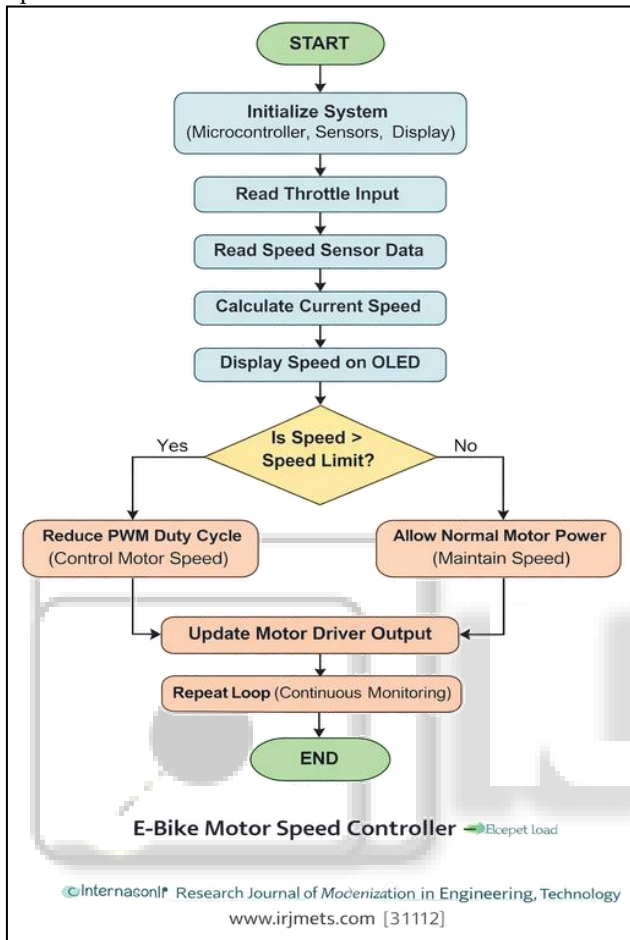 START
Initialize System
(Microcontroller, Sensors, Display)
Read Throttle Input
Read Speed Sensor Data
Calculate Current Speed
Display Speed on OLED
Is Speed >
Speed Limit?
Yes
No
Reduce PWM Duty Cycle
(Control Motor Speed)
Allow Normal Motor Power
(Maintain Speed)
Update Motor Driver Output
Repeat Loop (Continuous Monitoring)
END
E-Bike Motor Speed Controller
Research Journal of Modenization in Engineering, Technology
www.irjmets.com [31112]